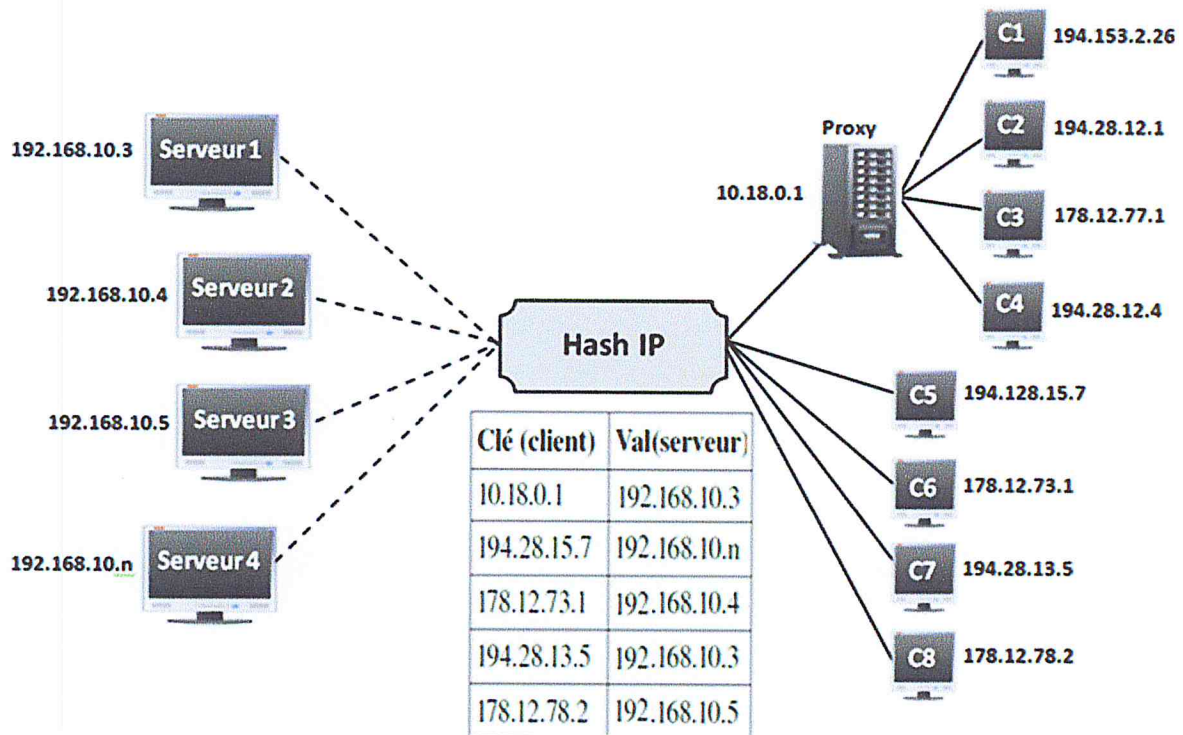 C1 194.153.2.26
192.168.10.3 Serveur 1
Proxy
C2 194.28.12.1
10.18.0.1
C3 178.12.77.1
192.168.10.4 Serveur 2
C4 194.28.12.4
Hash IP
192.168.10.5 Serveur 3
C5 194.128.15.7
Clé (client) Val(serveur)
10.18.0.1 192.168.10.3
C6 178.12.73.1
194.28.15.7 192.168.10.n
192.168.10.n Serveur 4
C7 194.28.13.5
178.12.73.1 192.168.10.4
194.28.13.5 192.168.10.3
C8 178.12.78.2
178.12.78.2 192.168.10.5